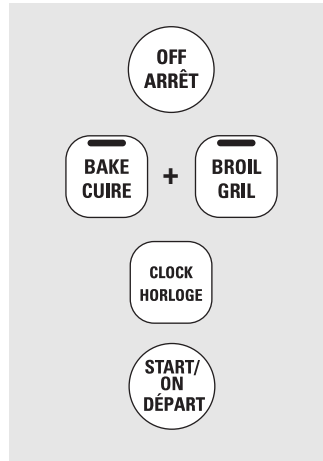 OFF
ARRÊT
BAKE
CUIRE
+
BROIL
GRIL
CLOCK
HORLOGE
START/
ON
DÉPART